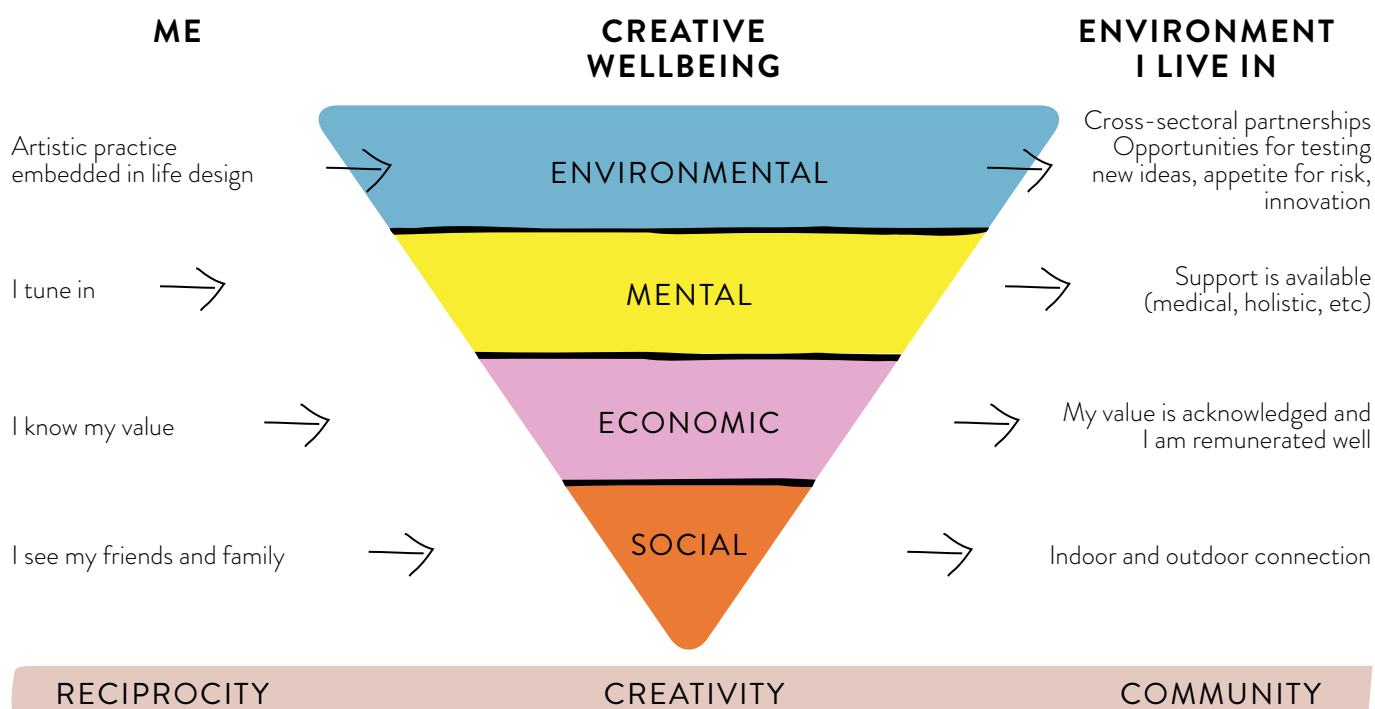 ME
CREATIVE
WELLBEING
ENVIRONMENT
I LIVE IN
Artistic practice
embedded in life design
ENVIRONMENTAL
Cross-sectoral partnerships
Opportunities for testing
new ideas, appetite for risk,
innovation
I tune in
MENTAL
Support is available
(medical, holistic, etc)
I know my value
ECONOMIC
My value is acknowledged and
I am remunerated well
I see my friends and family
SOCIAL
Indoor and outdoor connection
RECIPROCITY
CREATIVITY
COMMUNITY